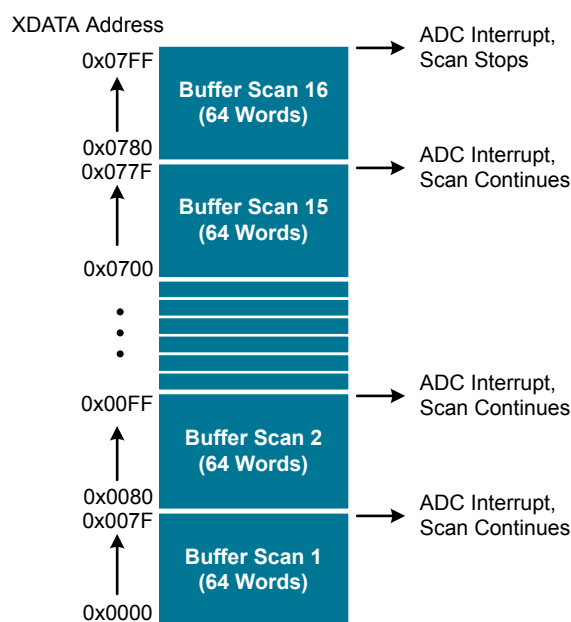 XDATA Address
0x07FF
ADC Interrupt,
Scan Stops
Buffer Scan 16
(64 Words)
0x0780
0x077F
ADC Interrupt,
Scan Continues
Buffer Scan 15
(64 Words)
0x0700
0x00FF
ADC Interrupt,
Scan Continues
Buffer Scan 2
(64 Words)
0x0080
0x007F
ADC Interrupt,
Scan Continues
Buffer Scan 1
(64 Words)
0x0000